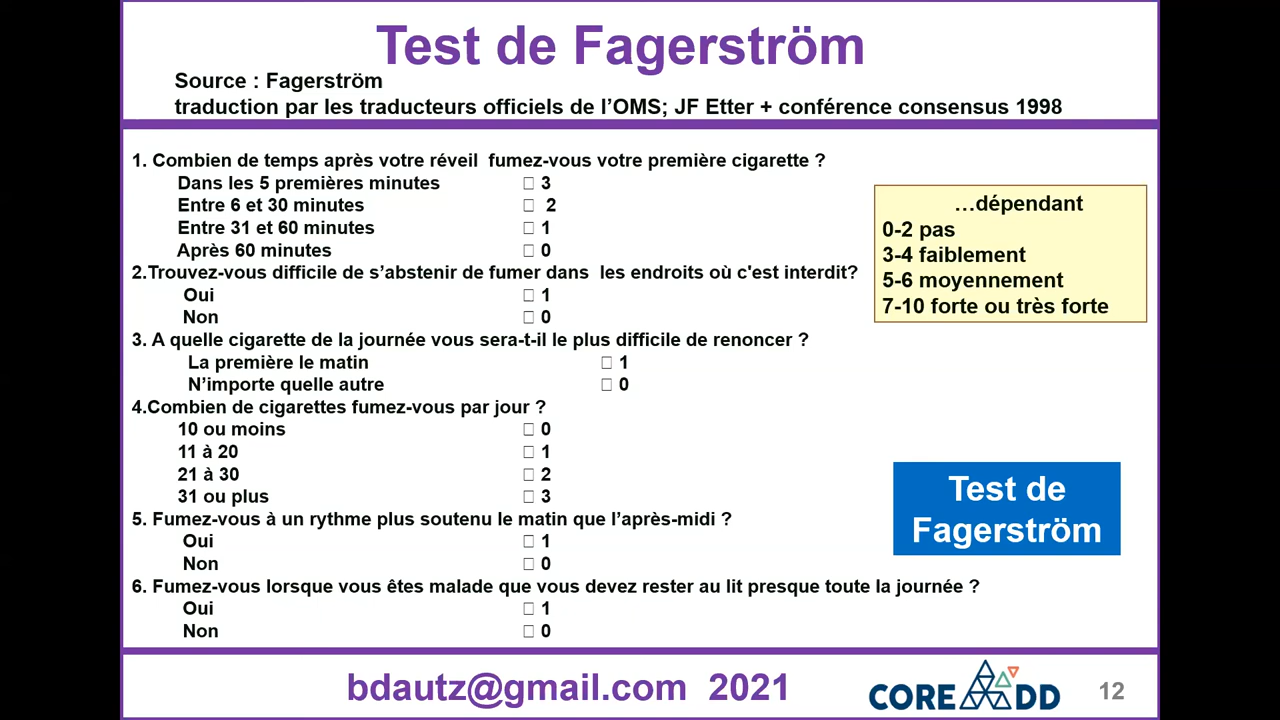 Test de Fagerström
Source : Fagerström
traduction par les traducteurs officiels de l’OMS; JF Etter + conférence consensus 1998
1. Combien de temps après votre réveil fumez-vous votre première cigarette ?
Dans les 5 premières minutes □ 3
Entre 6 et 30 minutes □ 2
Entre 31 et 60 minutes □ 1
Après 60 minutes □ 0
2.Trouvez-vous difficile de s’abstenir de fumer dans les endroits où c'est interdit?
Oui □ 1
Non □ 0
3. A quelle cigarette de la journée vous sera-t-il le plus difficile de renoncer ?
La première le matin □ 1
N’importe quelle autre □ 0
4.Combien de cigarettes fumez-vous par jour ?
10 ou moins □ 0
11 à 20 □ 1
21 à 30 □ 2
31 ou plus □ 3
5. Fumez-vous à un rythme plus soutenu le matin que l’après-midi ?
Oui □ 1
Non □ 0
6. Fumez-vous lorsque vous êtes malade que vous devez rester au lit presque toute la journée ?
Oui □ 1
Non □ 0
…dépendant
0-2 pas
3-4 faiblement
5-6 moyennement
7-10 forte ou très forte
Test de
Fagerström
bdautz@gmail.com 2021
CORE ADD
12